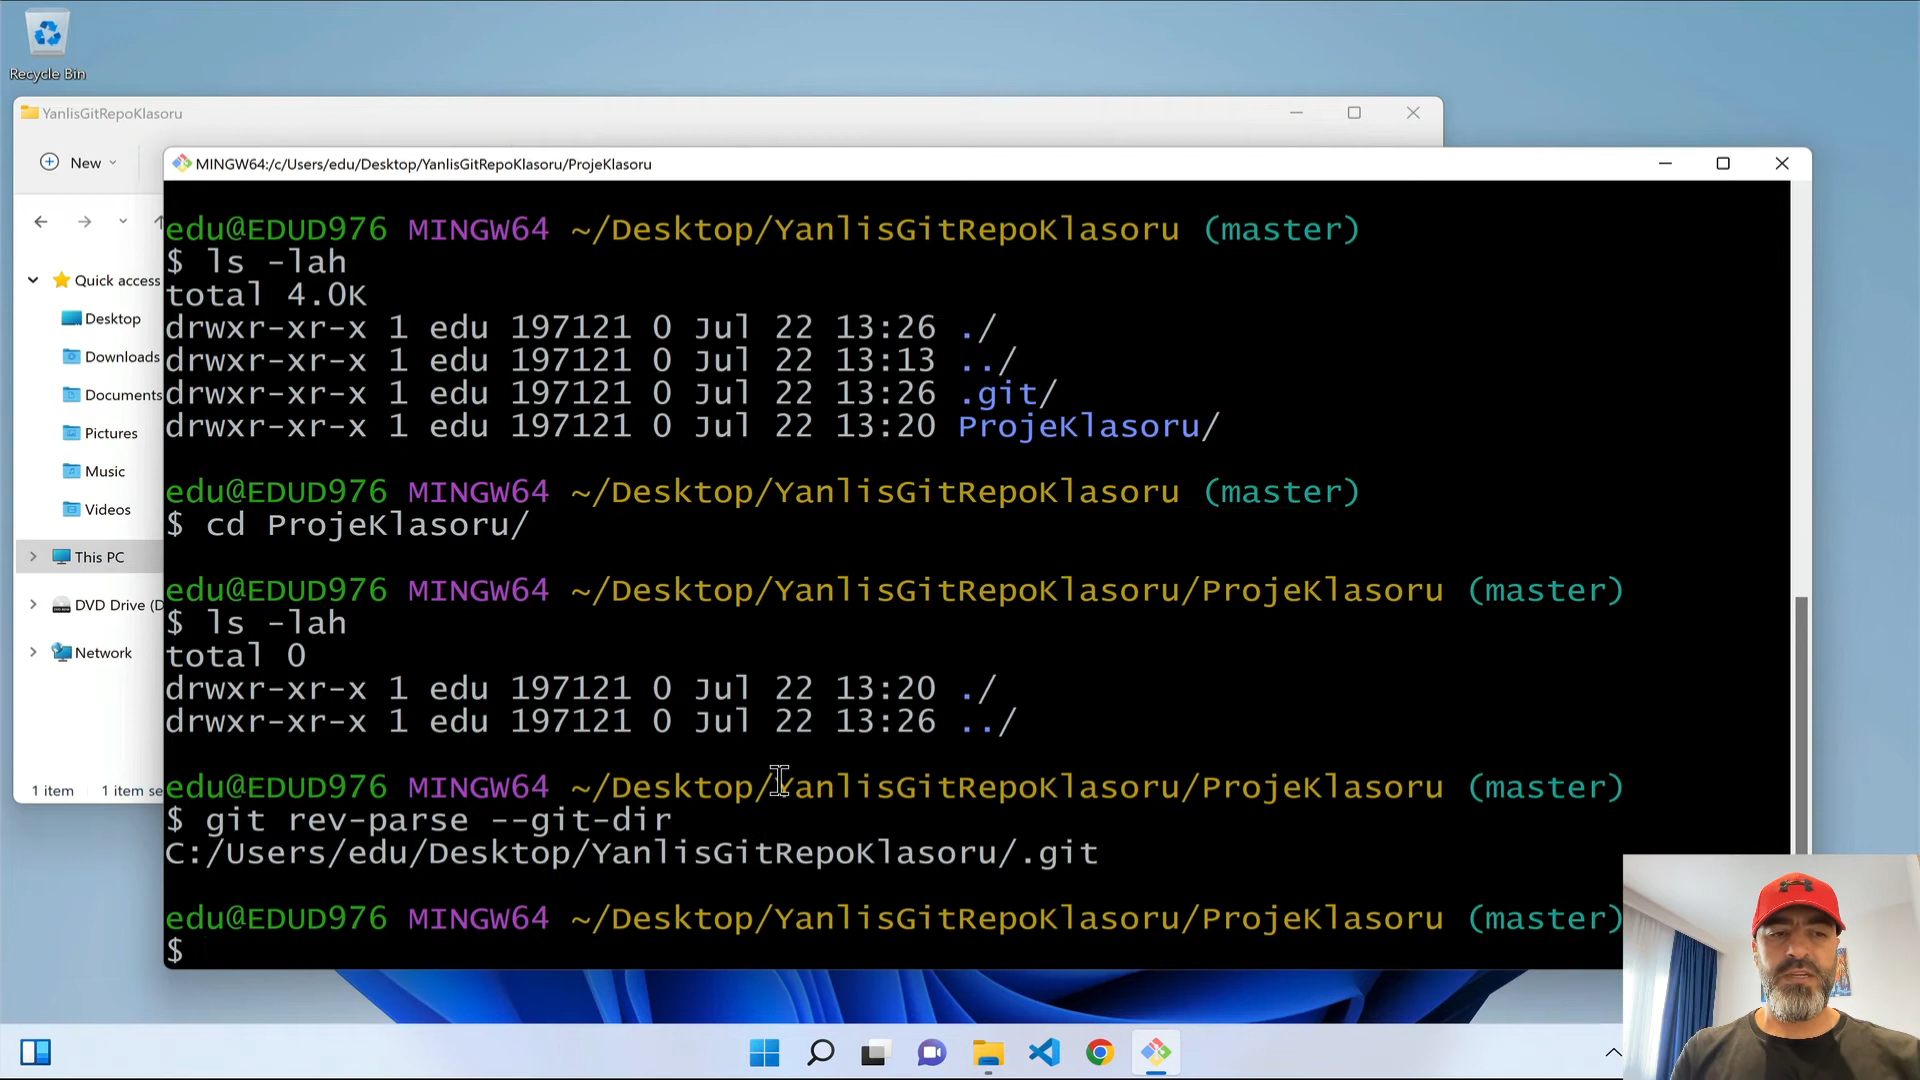 Recycle Bin
YanlisGitRepoKlasoru
New
MINGW64:/c/Users/edu/Desktop/YanlisGitRepoKlasoru/ProjeKlasoru
Quick access
Desktop
Downloads
Documents
Pictures
Music
Videos
This PC
DVD Drive (D
Network
1 item
1 item se
edu@EDUD976 MINGW64 ~/Desktop/YanlisGitRepoKlasoru (master)
$ ls -lah
total 4.0K
drwxr-xr-x 1 edu 197121 0 Jul 22 13:26 ./
drwxr-xr-x 1 edu 197121 0 Jul 22 13:13 ../
drwxr-xr-x 1 edu 197121 0 Jul 22 13:26 .git/
drwxr-xr-x 1 edu 197121 0 Jul 22 13:20 ProjeKlasoru/
edu@EDUD976 MINGW64 ~/Desktop/YanlisGitRepoKlasoru (master)
$ cd ProjeKlasoru/
edu@EDUD976 MINGW64 ~/Desktop/YanlisGitRepoKlasoru/ProjeKlasoru (master)
$ ls -lah
total 0
drwxr-xr-x 1 edu 197121 0 Jul 22 13:20 ./
drwxr-xr-x 1 edu 197121 0 Jul 22 13:26 ../
edu@EDUD976 MINGW64 ~/Desktop/YanlisGitRepoKlasoru/ProjeKlasoru (master)
$ git rev-parse --git-dir
C:/Users/edu/Desktop/YanlisGitRepoKlasoru/.git
edu@EDUD976 MINGW64 ~/Desktop/YanlisGitRepoKlasoru/ProjeKlasoru (master)
$